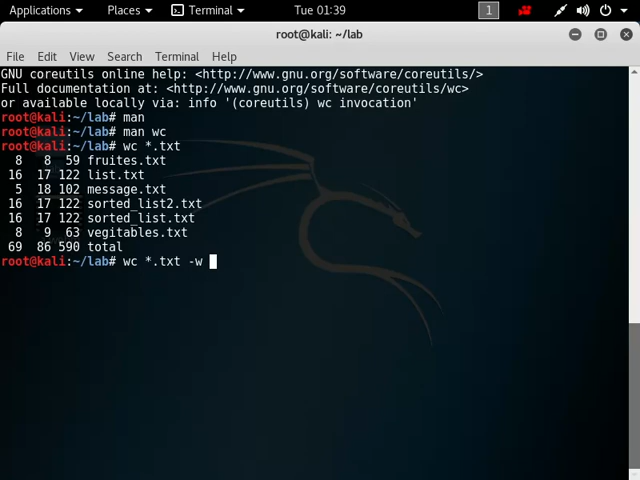 Applications Places Terminal Tue 01:39 1
root@kali: ~/lab
File Edit View Search Terminal Help
GNU coreutils online help: <http://www.gnu.org/software/coreutils/>
Full documentation at: <http://www.gnu.org/software/coreutils/wc>
or available locally via: info '(coreutils) wc invocation'
root@kali:~/lab# man
root@kali:~/lab# man wc
root@kali:~/lab# wc *.txt
8 8 59 fruites.txt
16 17 122 list.txt
5 18 102 message.txt
16 17 122 sorted_list2.txt
16 17 122 sorted_list.txt
8 9 63 vegitables.txt
69 86 590 total
root@kali:~/lab# wc *.txt -w